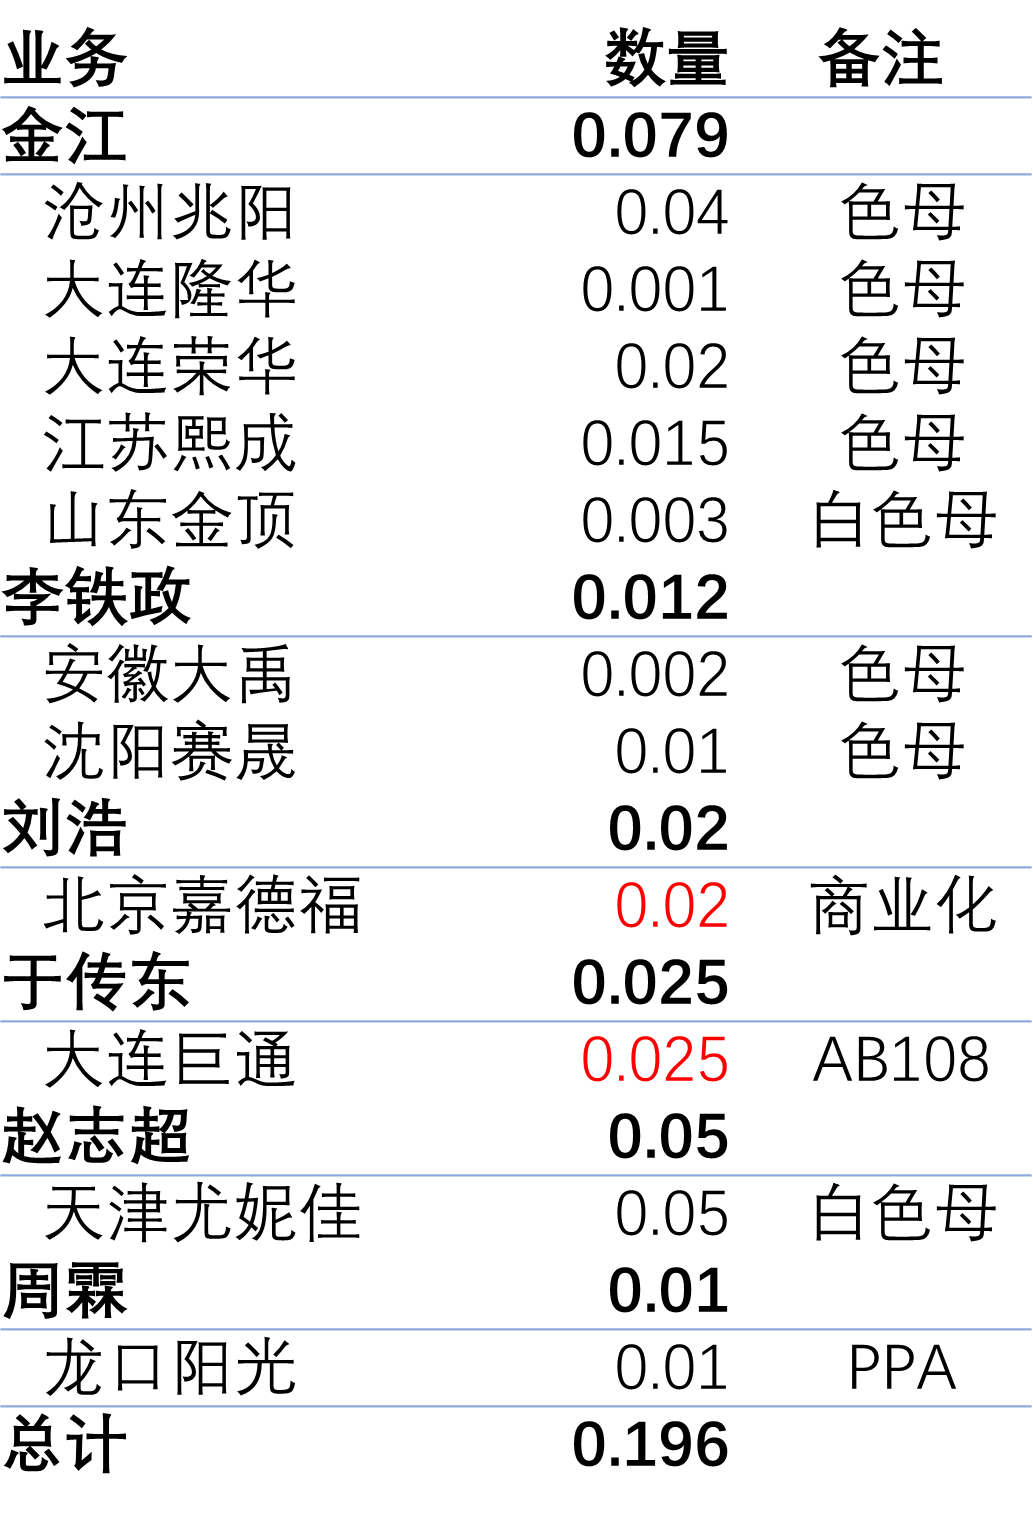 业务 数量 备注
金江 0.079
沧州兆阳 0.04 色母
大连隆华 0.001 色母
大连荣华 0.02 色母
江苏熙成 0.015 色母
山东金顶 0.003 白色母
李铁政 0.012
安徽大禹 0.002 色母
沈阳赛晟 0.01 色母
刘浩 0.02
北京嘉德福 0.02 商业化
于传东 0.025
大连巨通 0.025 AB108
赵志超 0.05
天津尤妮佳 0.05 白色母
周霖 0.01
龙口阳光 0.01 PPA
总计 0.196